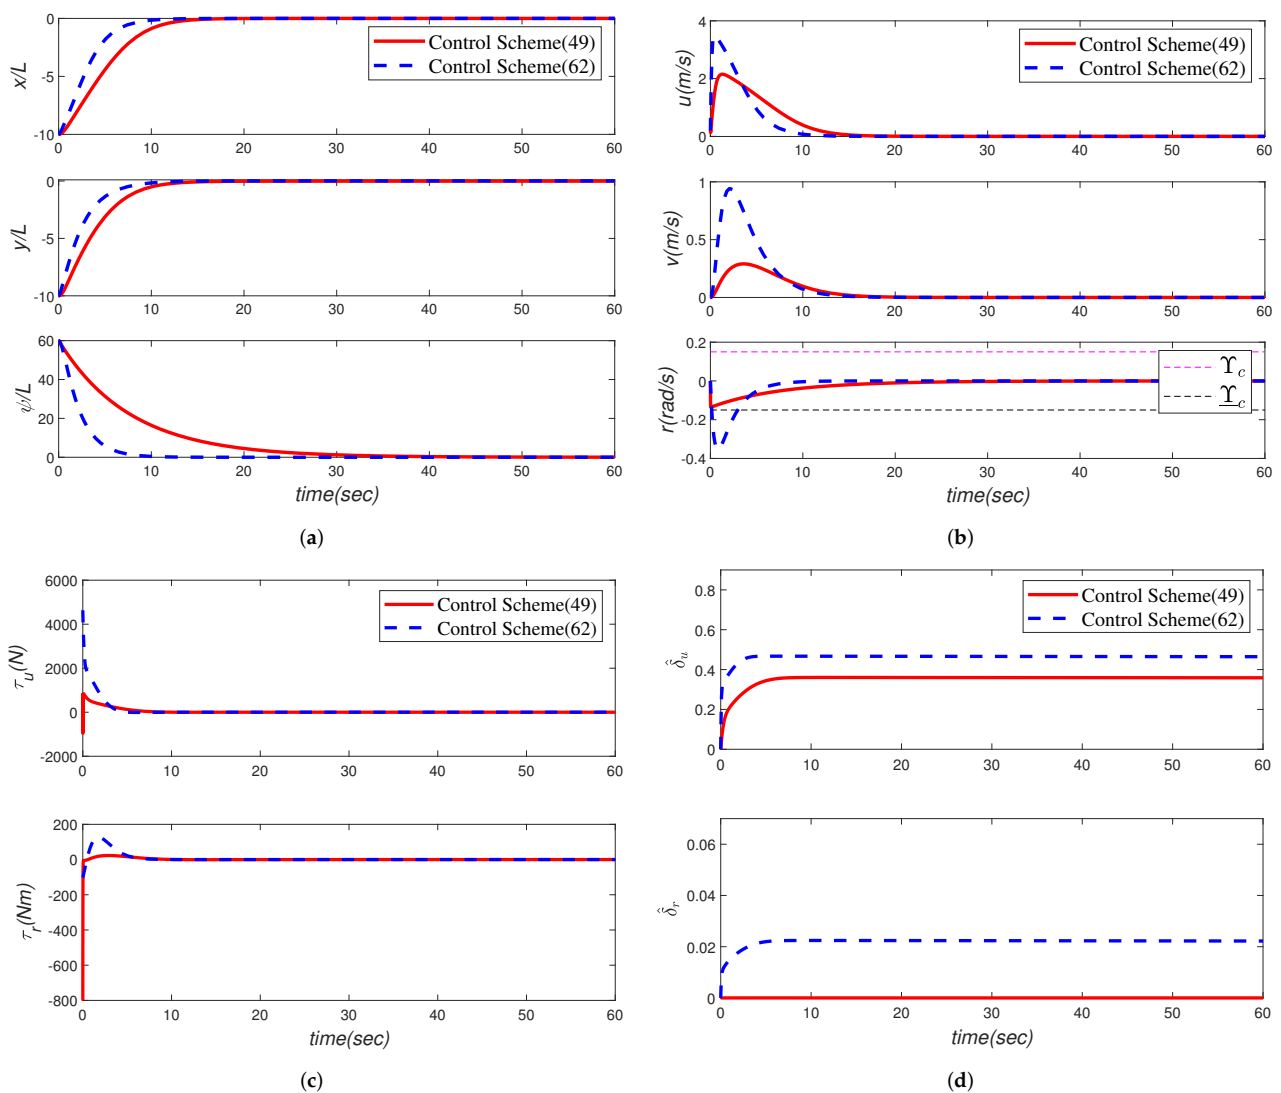 0
-5
-10
x/L
0 10 20 30 40 50 60
Control Scheme(49)
Control Scheme(62)
0
-5
-10
y/L
0 10 20 30 40 50 60
60
40
20
0
ψ/L
0 10 20 30 40 50 60
time(sec)
(a)
4
2
0
u(m/s)
0 10 20 30 40 50 60
Control Scheme(49)
Control Scheme(62)
1
0.5
0
v(m/s)
0 10 20 30 40 50 60
0.2
0
-0.2
-0.4
r(rad/s)
0 10 20 30 40 50 60
ϒ_c
ϒ̲_c
time(sec)
(b)
6000
4000
2000
0
-2000
τ_u(N)
0 10 20 30 40 50 60
Control Scheme(49)
Control Scheme(62)
200
0
-200
-400
-600
-800
τ_r(Nm)
0 10 20 30 40 50 60
time(sec)
(c)
0.8
0.6
0.4
0.2
0
δ̂_u
0 10 20 30 40 50 60
Control Scheme(49)
Control Scheme(62)
0.06
0.04
0.02
0
δ̂_r
0 10 20 30 40 50 60
time(sec)
(d)